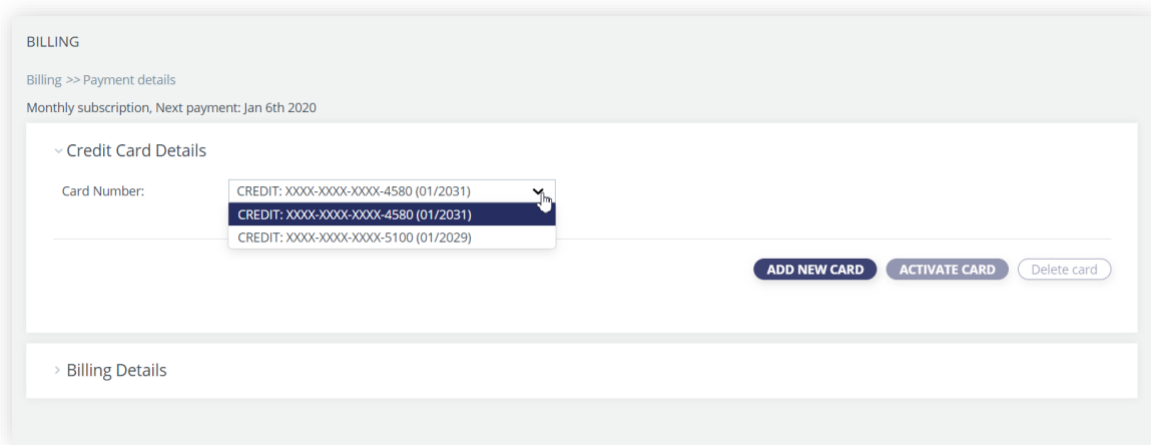 BILLING
Billing >> Payment details
Monthly subscription, Next payment: Jan 6th 2020
Credit Card Details
Card Number: CREDIT: XXXX-XXXX-XXXX-4580 (01/2031)
CREDIT: XXXX-XXXX-XXXX-4580 (01/2031)
CREDIT: XXXX-XXXX-XXXX-5100 (01/2029)
ADD NEW CARD ACTIVATE CARD Delete card
Billing Details